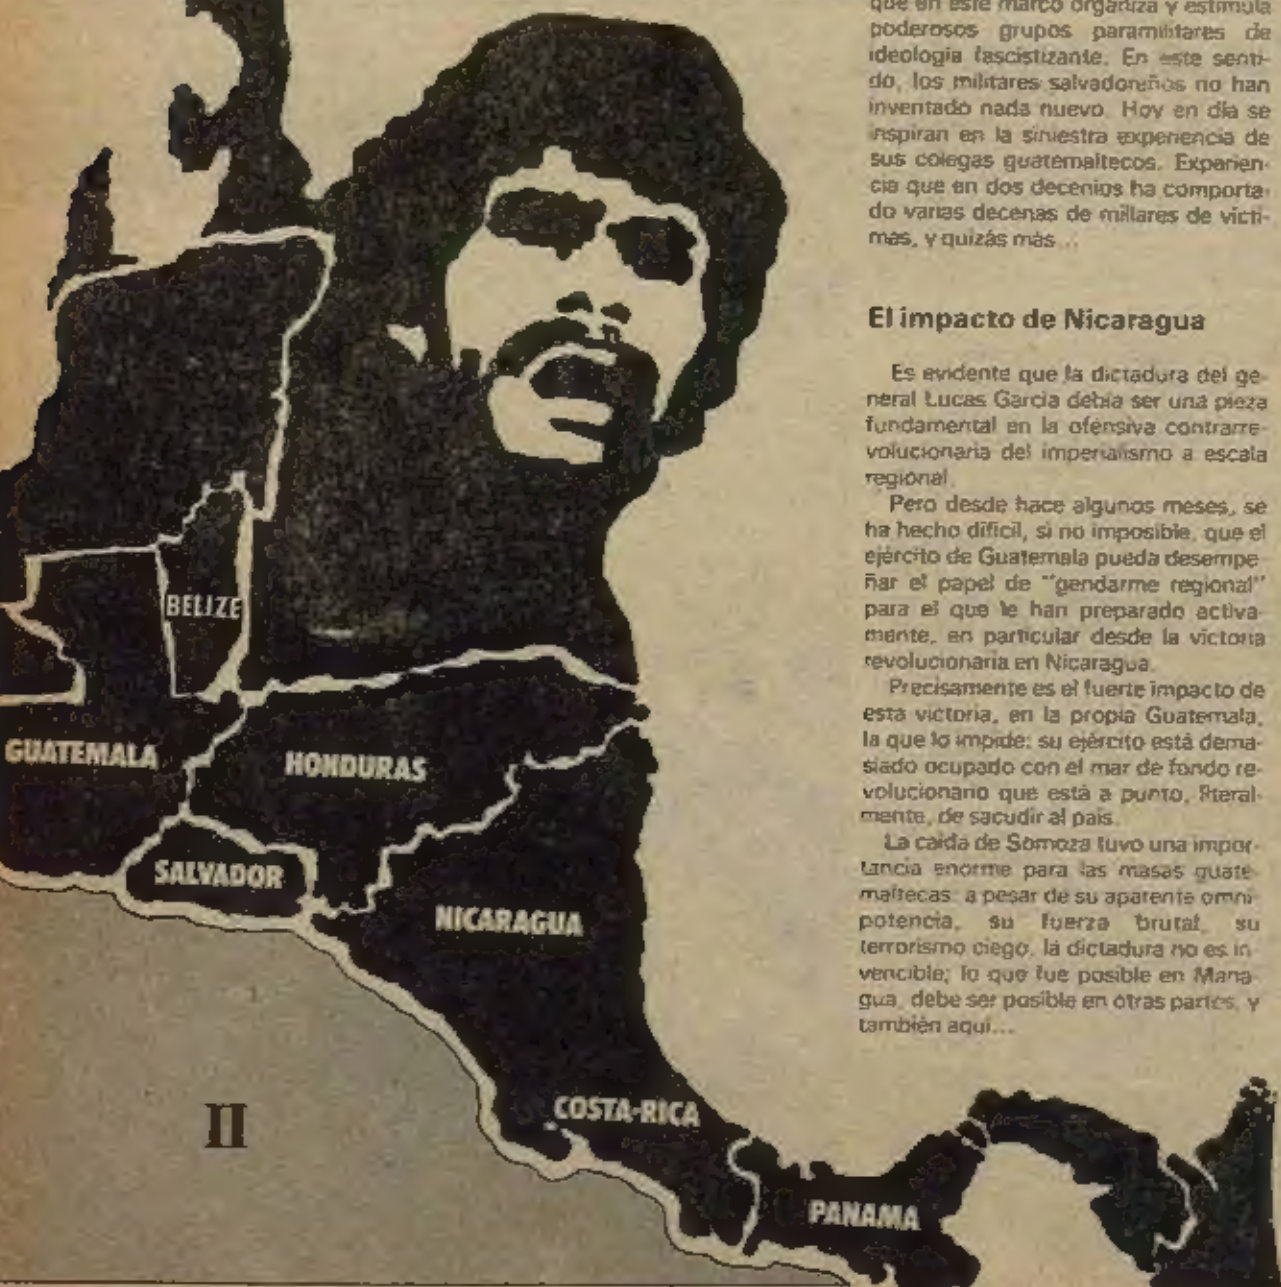 que en este marco organiza y estimula
poderosos grupos paramilitares de
ideología fascistizante. En este senti-
do, los militares salvadoreños no han
inventado nada nuevo. Hoy en día se
inspiran en la siniestra experiencia de
sus colegas guatemaltecos. Experien-
cia que en dos decenios ha comporta-
do varias decenas de millares de vícti-
mas, y quizás más...
El impacto de Nicaragua
Es evidente que la dictadura del ge-
neral Lucas García debía ser una pieza
fundamental en la ofensiva contrarre-
volucionaria del imperialismo a escala
regional.
Pero desde hace algunos meses, se
ha hecho difícil, si no imposible, que el
ejército de Guatemala pueda desempe-
ñar el papel de "gendarme regional"
para el que le han preparado activa-
mente, en particular desde la victoria
revolucionaria en Nicaragua.
Precisamente es el fuerte impacto de
esta victoria, en la propia Guatemala,
la que lo impide: su ejército está dema-
siado ocupado con el mar de fondo re-
volucionario que está a punto, literal-
mente, de sacudir al país.
La caída de Somoza tuvo una impor-
tancia enorme para las masas guate-
maltecas: a pesar de su aparente omni-
potencia, su fuerza brutal, su
terrorismo ciego, la dictadura no es in-
vencible; lo que fue posible en Mana-
gua, debe ser posible en otras partes, y
también aquí...
BELIZE
GUATEMALA
HONDURAS
SALVADOR
NICARAGUA
COSTA-RICA
PANAMA
II